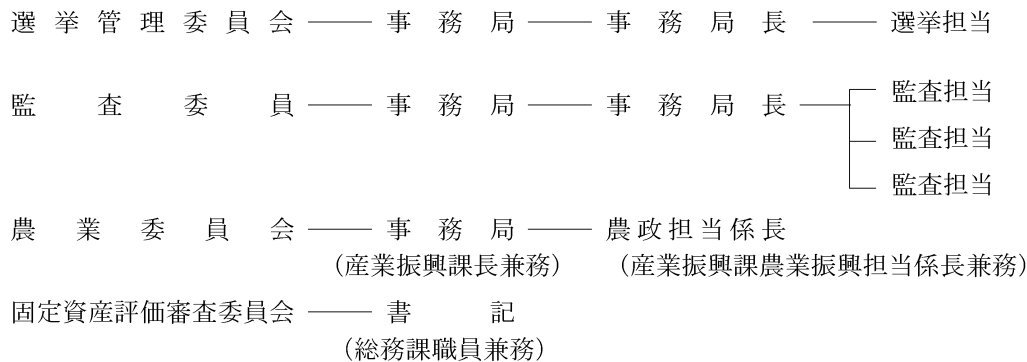 選挙管理委員会 事務局 事務局長 選挙担当
監査委員 事務局 事務局長 監査担当
監査担当
監査担当
農業委員会 事務局 農政担当係長
(産業振興課長兼務) (産業振興課農業振興担当係長兼務)
固定資産評価審査委員会 書記
(総務課職員兼務)